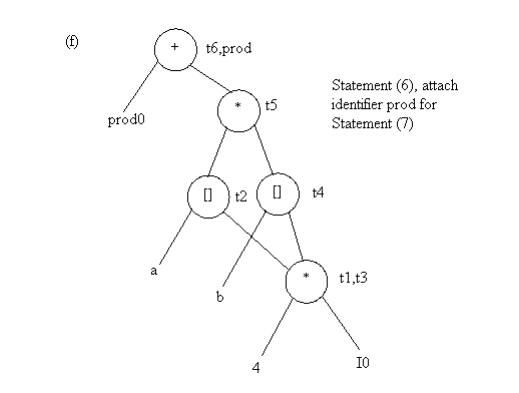 (f)
+
t6,prod
prod0
*
t5
Statement (6), attach
identifier prod for
Statement (7)
[]
t2
[]
t4
a
b
*
t1,t3
4
I0